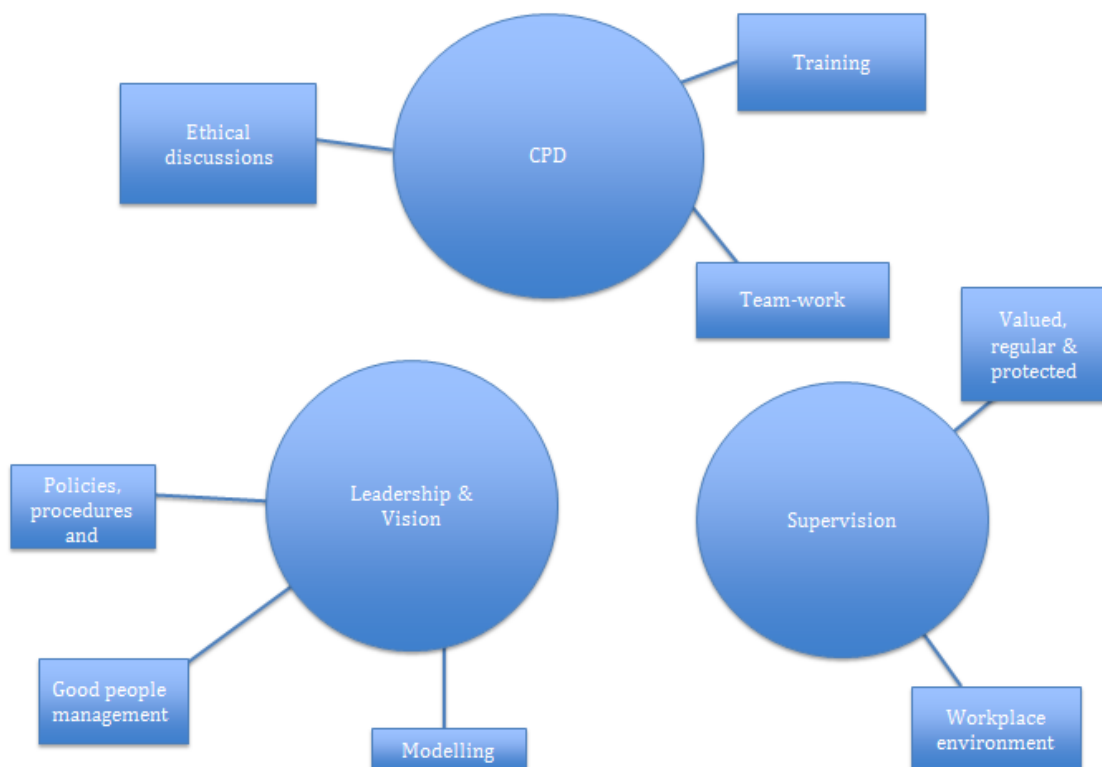 Training
Ethical
discussions
CPD
Team-work
Valued,
regular &
protected
Policies,
procedures
and
Leadership &
Vision
Supervision
Good people
management
Modelling
Workplace
environment